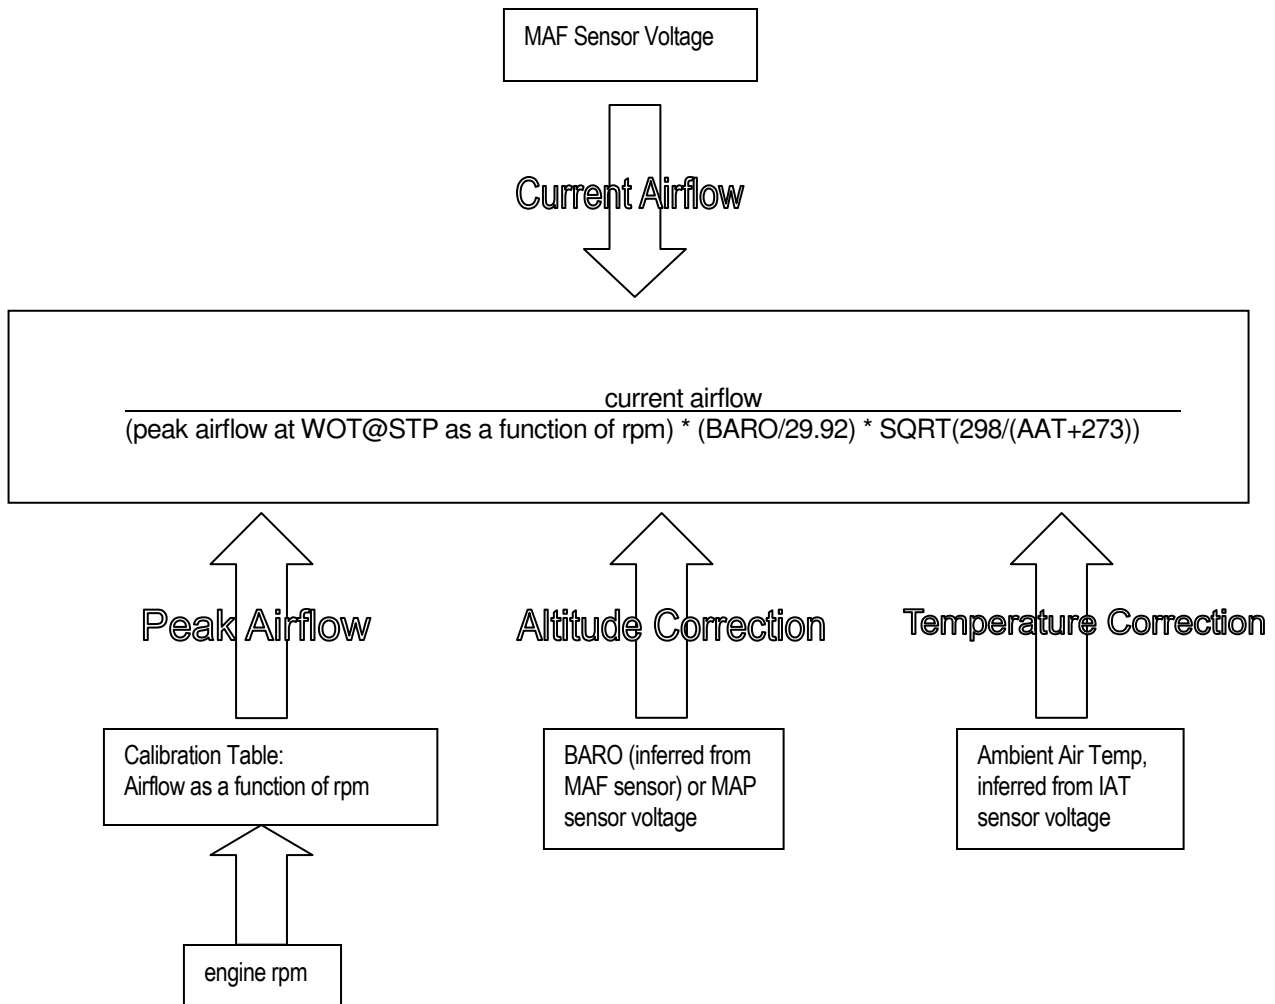 MAF Sensor Voltage
Current Airflow
current airflow
(peak airflow at WOT@STP as a function of rpm) * (BARO/29.92) * SQRT(298/(AAT+273))
Peak Airflow
Altitude Correction
Temperature Correction
Calibration Table:
Airflow as a function of rpm
BARO (inferred from
MAF sensor) or MAP
sensor voltage
Ambient Air Temp,
inferred from IAT
sensor voltage
engine rpm